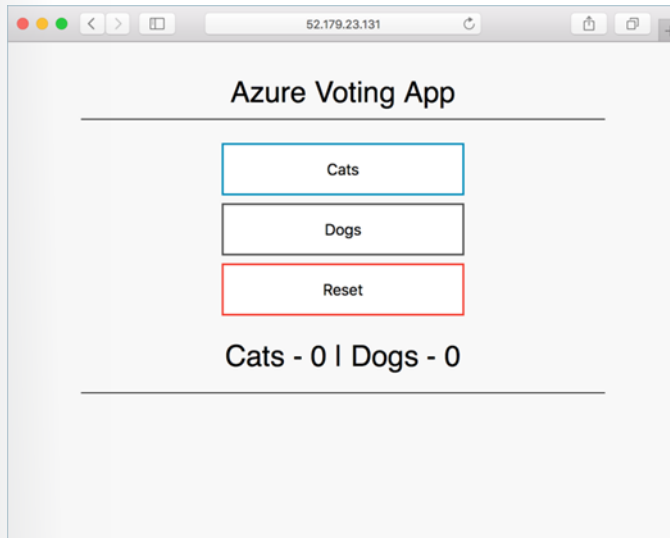 52.179.23.131
Azure Voting App
Cats
Dogs
Reset
Cats - 0 | Dogs - 0